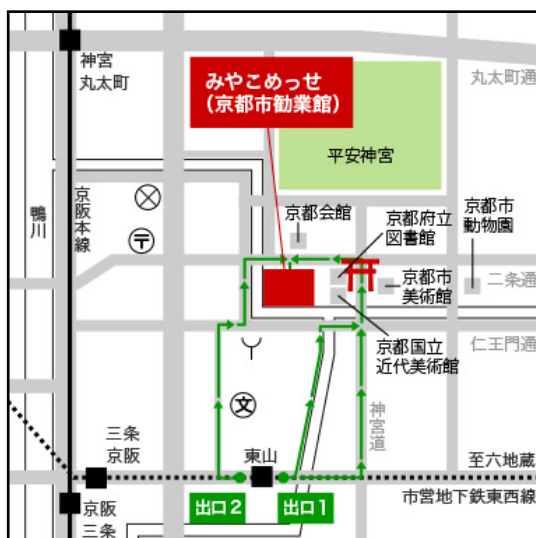 神宮
丸太町
みやこめっせ
（京都市勧業館）
丸太町通
平安神宮
鴨川
京阪本線
〒
京都会館
京都府立
図書館
京都市
動物園
京都市
美術館
二条通
京都国立
近代美術館
仁王門通
文
神宮道
三条
京阪
東山
至六地蔵
京阪
三条
出口2
出口1
市営地下鉄東西線